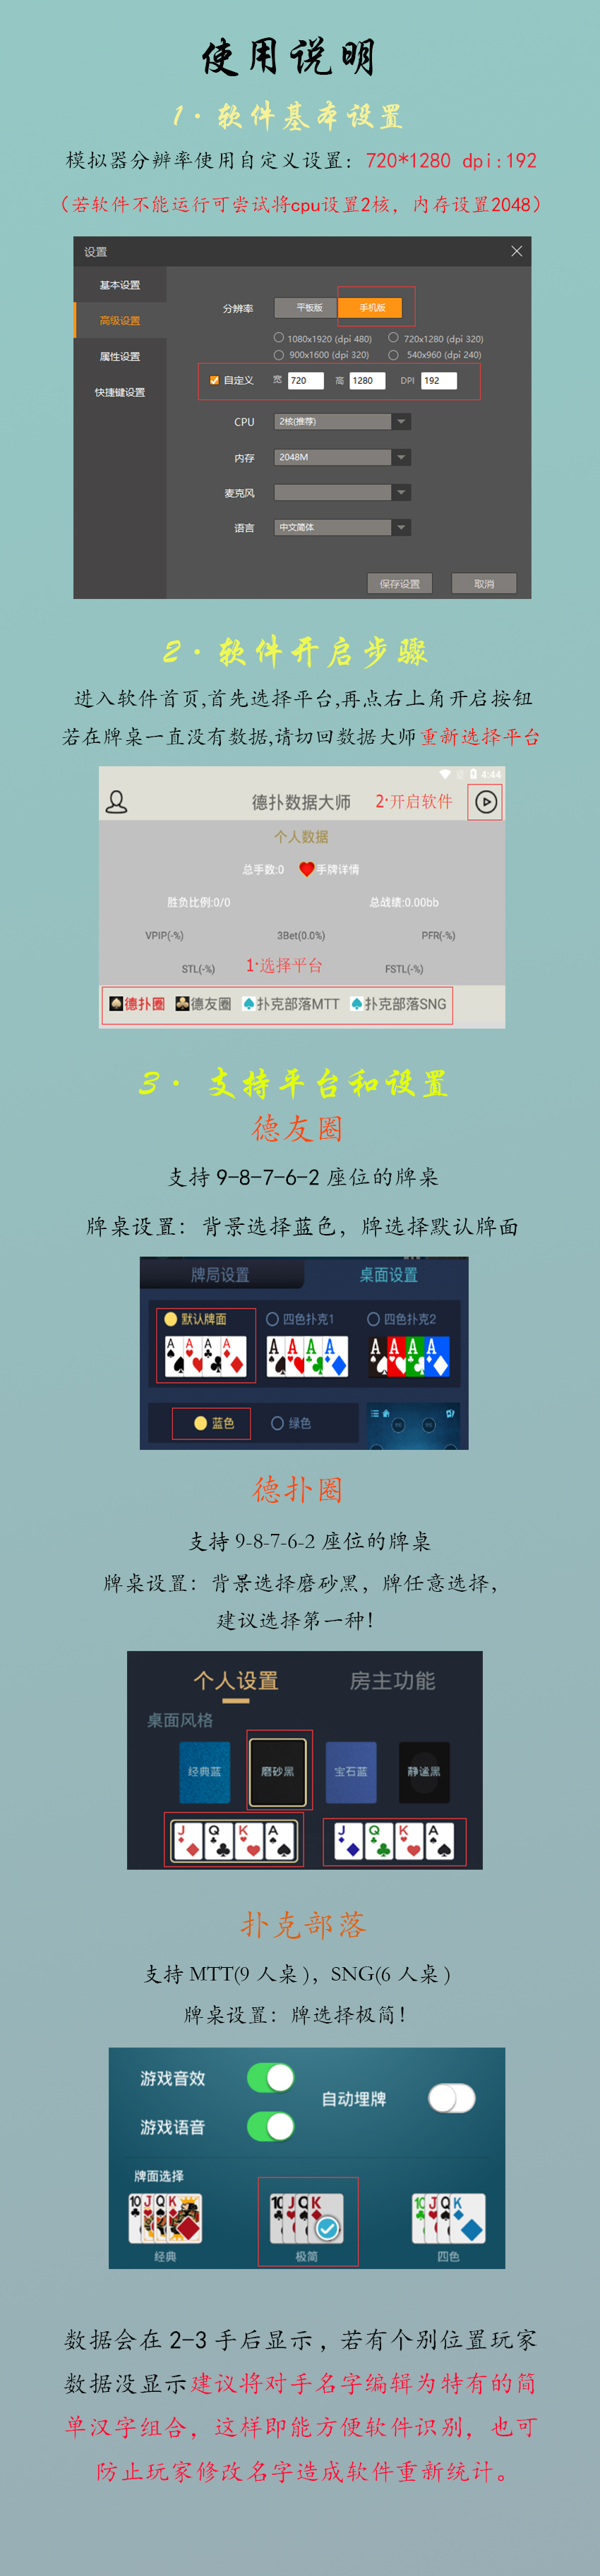 使用说明
1·软件基本设置
模拟器分辨率使用自定义设置：720*1280 dpi:192
（若软件不能运行可尝试将cpu设置2核，内存设置2048）
设置
基本设置
高级设置
属性设置
快捷键设置
分辨率 平板版 手机版
1080x1920 (dpi 480) 720x1280 (dpi 320)
900x1600 (dpi 320) 540x960 (dpi 240)
自定义 宽 720 高 1280 DPI 192
CPU 2核(推荐)
内存 2048M
麦克风
语言 中文简体
保存设置 取消
2·软件开启步骤
进入软件首页,首先选择平台,再点右上角开启按钮
若在牌桌一直没有数据,请切回数据大师重新选择平台
4:44
德扑数据大师 2·开启软件
个人数据
总手数:0 手牌详情
胜负比例:0/0 总战绩:0.00bb
VPIP(-%) 3Bet(0.0%) PFR(-%)
STL(-%) 1·选择平台 FSTL(-%)
德扑圈 德友圈 扑克部落MTT 扑克部落SNG
3·支持平台和设置
德友圈
支持 9-8-7-6-2 座位的牌桌
牌桌设置：背景选择蓝色，牌选择默认牌面
牌局设置 桌面设置
默认牌面 四色扑克1 四色扑克2
A A A A A A A A A A A A
蓝色 绿色
德扑圈
支持 9-8-7-6-2 座位的牌桌
牌桌设置：背景选择磨砂黑，牌任意选择，
建议选择第一种！
个人设置 房主功能
桌面风格
经典蓝 磨砂黑 宝石蓝 静谧黑
J Q K A J Q K A
扑克部落
支持 MTT(9 人桌)，SNG(6 人桌)
牌桌设置：牌选择极简！
游戏音效
自动埋牌
游戏语音
牌面选择
10 J Q K 10 J Q K 10 J Q K
经典 极简 四色
数据会在 2-3 手后显示，若有个别位置玩家
数据没显示建议将对手名字编辑为特有的简
单汉字组合，这样即能方便软件识别，也可
防止玩家修改名字造成软件重新统计。